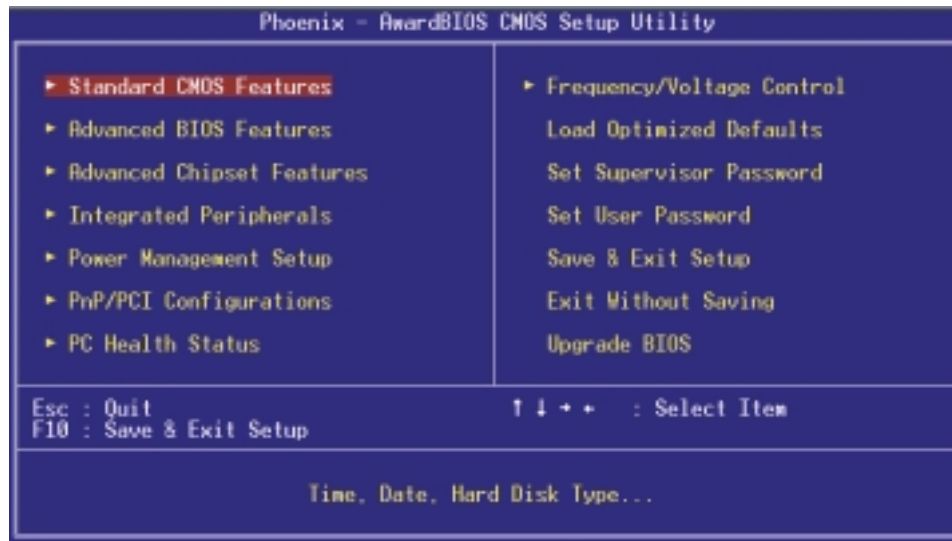 Phoenix - AwardBIOS CMOS Setup Utility
► Standard CMOS Features
► Advanced BIOS Features
► Advanced Chipset Features
► Integrated Peripherals
► Power Management Setup
► PnP/PCI Configurations
► PC Health Status
► Frequency/Voltage Control
Load Optimized Defaults
Set Supervisor Password
Set User Password
Save & Exit Setup
Exit Without Saving
Upgrade BIOS
Esc : Quit
F10 : Save & Exit Setup
↑ ↓ → ← : Select Item
Time, Date, Hard Disk Type...